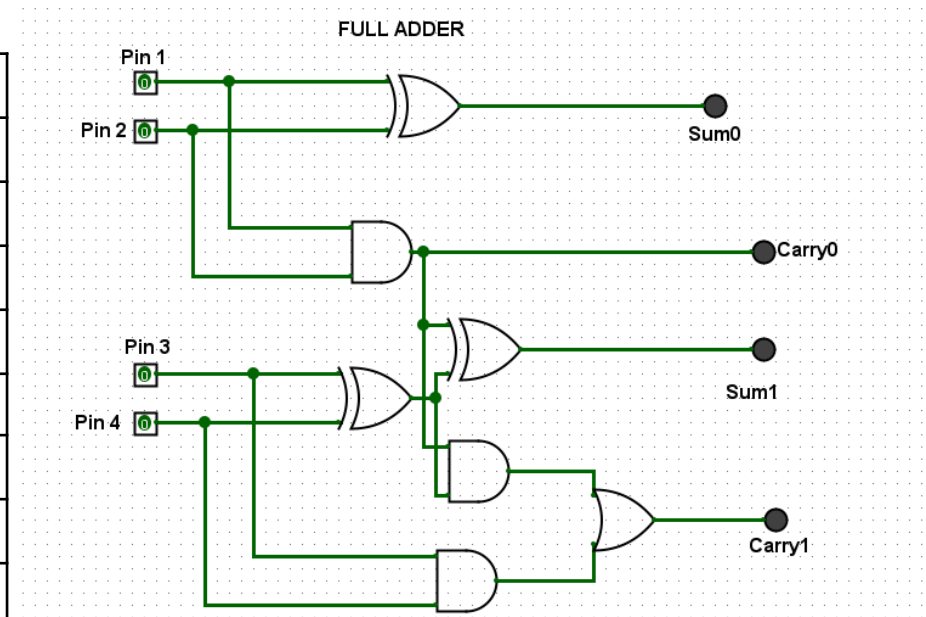 FULL ADDER
Pin 1
0
Sum0
Pin 2
0
Carry0
Pin 3
0
Sum1
Pin 4
0
Carry1